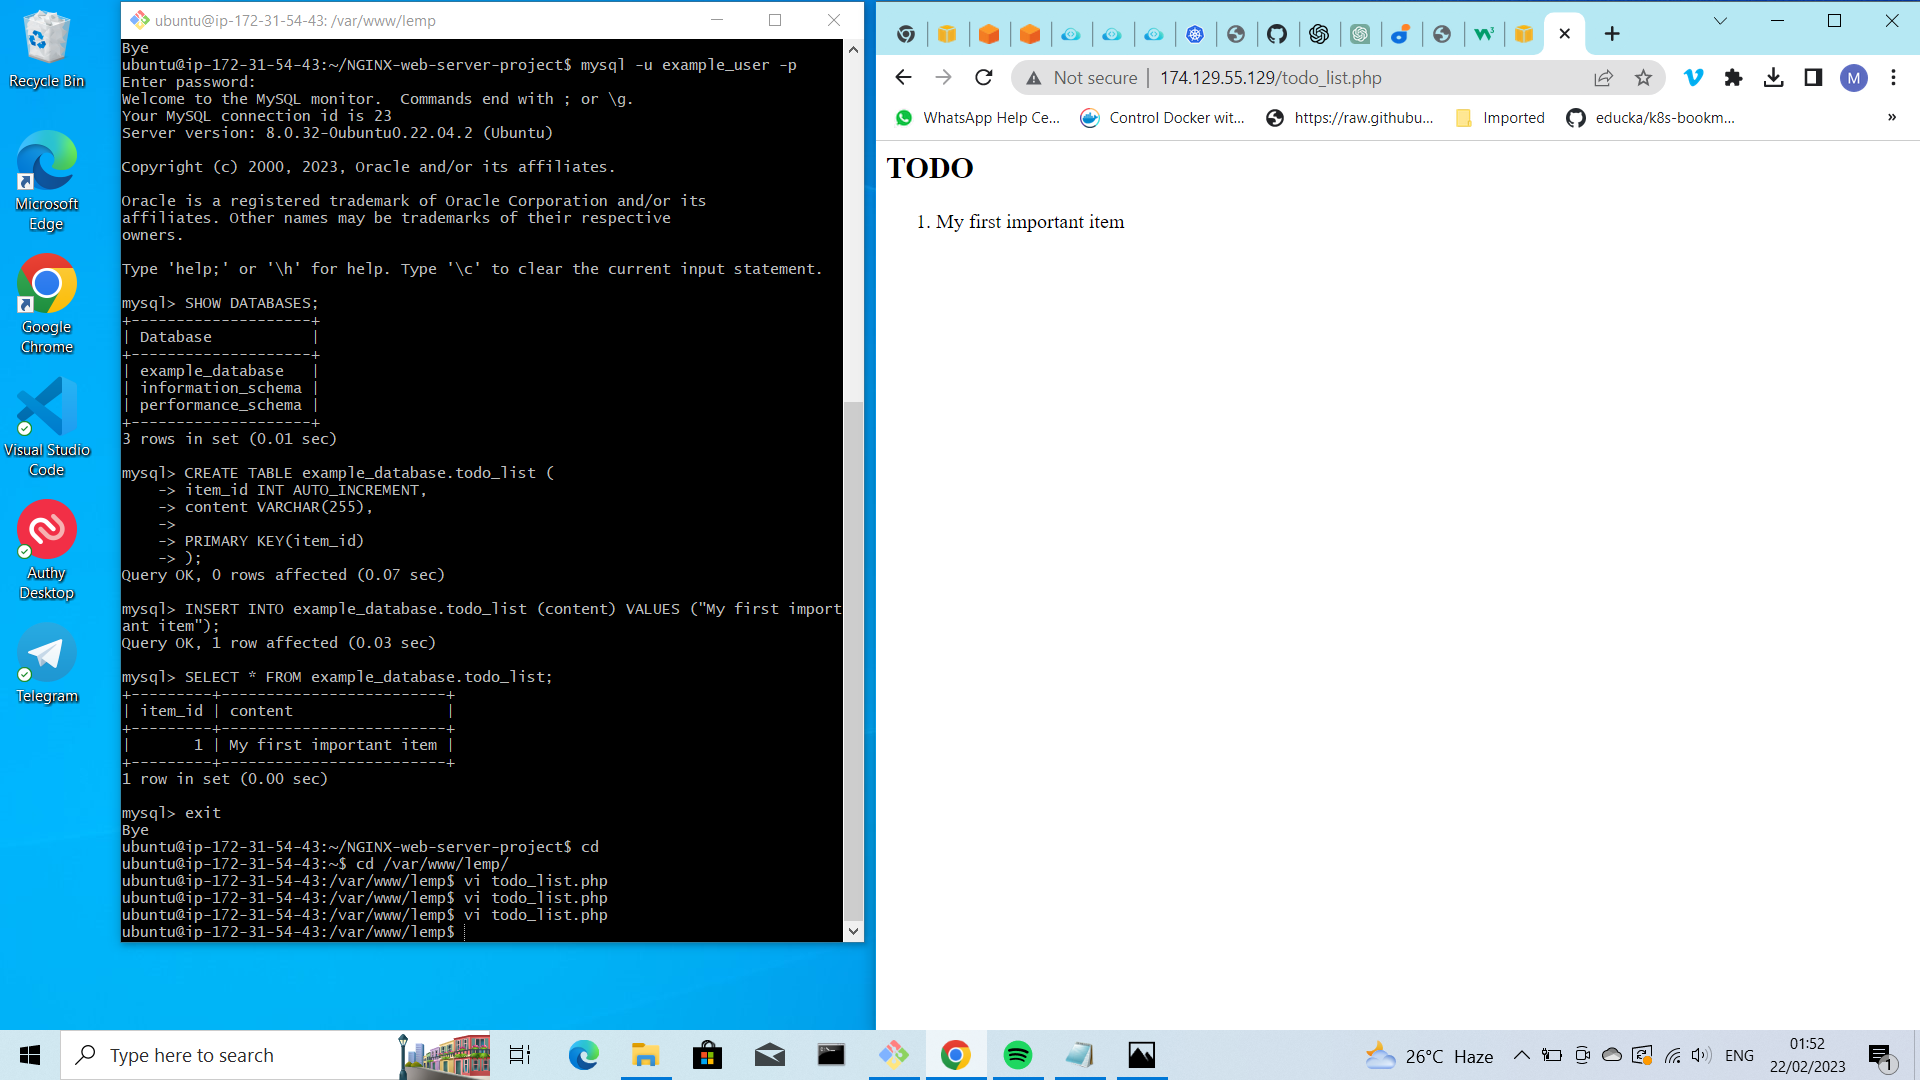 Recycle Bin
Microsoft
Edge
Google
Chrome
Visual Studio
Code
Authy
Desktop
Telegram
ubuntu@ip-172-31-54-43: /var/www/lemp
Bye
ubuntu@ip-172-31-54-43:~/NGINX-web-server-project$ mysql -u example_user -p
Enter password:
Welcome to the MySQL monitor.  Commands end with ; or \g.
Your MySQL connection id is 23
Server version: 8.0.32-0ubuntu0.22.04.2 (Ubuntu)
Copyright (c) 2000, 2023, Oracle and/or its affiliates.
Oracle is a registered trademark of Oracle Corporation and/or its
affiliates. Other names may be trademarks of their respective
owners.
Type 'help;' or '\h' for help. Type '\c' to clear the current input statement.
mysql> SHOW DATABASES;
+--------------------+
| Database           |
+--------------------+
| example_database   |
| information_schema |
| performance_schema |
+--------------------+
3 rows in set (0.01 sec)
mysql> CREATE TABLE example_database.todo_list (
    -> item_id INT AUTO_INCREMENT,
    -> content VARCHAR(255),
    ->
    -> PRIMARY KEY(item_id)
    -> );
Query OK, 0 rows affected (0.07 sec)
mysql> INSERT INTO example_database.todo_list (content) VALUES ("My first import
ant item");
Query OK, 1 row affected (0.03 sec)
mysql> SELECT * FROM example_database.todo_list;
+---------+-------------------------+
| item_id | content                 |
+---------+-------------------------+
|       1 | My first important item |
+---------+-------------------------+
1 row in set (0.00 sec)
mysql> exit
Bye
ubuntu@ip-172-31-54-43:~/NGINX-web-server-project$ cd
ubuntu@ip-172-31-54-43:~$ cd /var/www/lemp/
ubuntu@ip-172-31-54-43:/var/www/lemp$ vi todo_list.php
ubuntu@ip-172-31-54-43:/var/www/lemp$ vi todo_list.php
ubuntu@ip-172-31-54-43:/var/www/lemp$ vi todo_list.php
ubuntu@ip-172-31-54-43:/var/www/lemp$
Not secure | 174.129.55.129/todo_list.php
M
WhatsApp Help Ce...
Control Docker wit...
https://raw.githubu...
Imported
educka/k8s-bookm...
»
TODO
1. My first important item
Type here to search
26°C Haze
ENG
01:52
22/02/2023
1